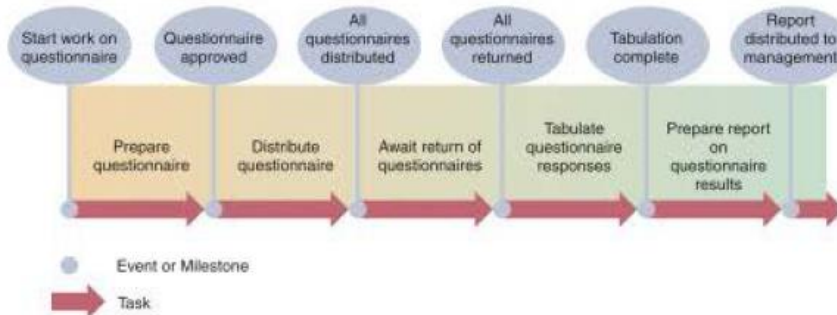 Start work on
questionnaire
Questionnaire
approved
All
questionnaires
distributed
All
questionnaires
returned
Tabulation
complete
Report
distributed to
management
Prepare
questionnaire
Distribute
questionnaire
Await return of
questionnaires
Tabulate
questionnaire
responses
Prepare report
on
questionnaire
results
Event or Milestone
Task